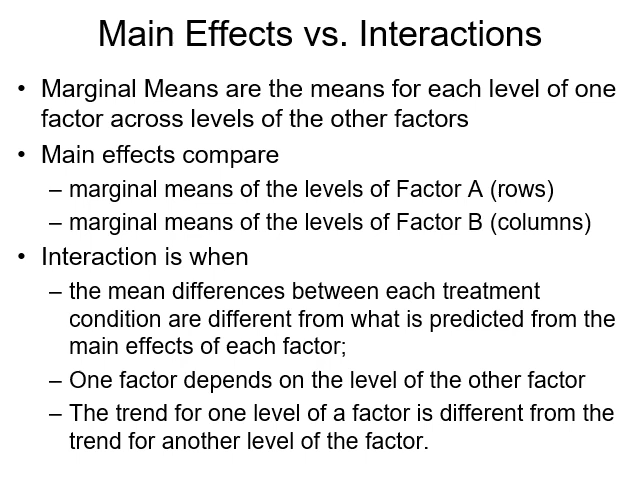 Main Effects vs. Interactions
• Marginal Means are the means for each level of one
factor across levels of the other factors
• Main effects compare
– marginal means of the levels of Factor A (rows)
– marginal means of the levels of Factor B (columns)
• Interaction is when
– the mean differences between each treatment
condition are different from what is predicted from the
main effects of each factor;
– One factor depends on the level of the other factor
– The trend for one level of a factor is different from the
trend for another level of the factor.